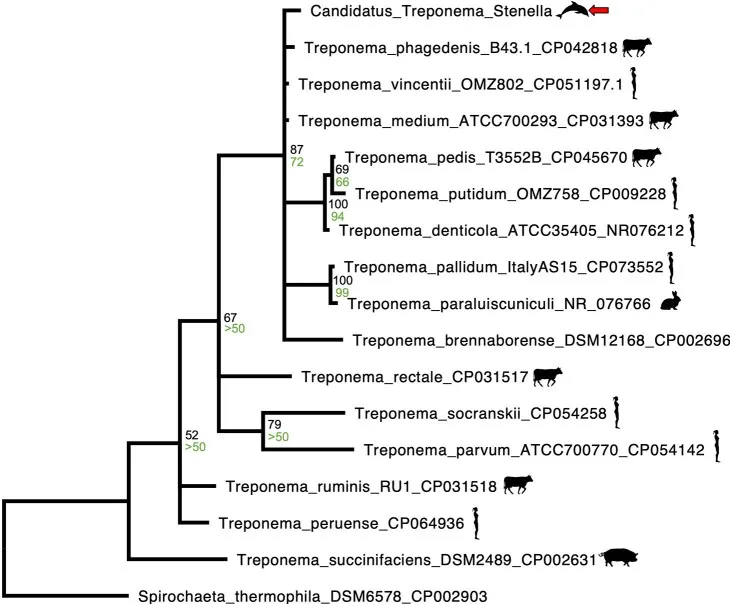 Candidatus_Treponema_Stenella
Treponema_phagedenis_B43.1_CP042818
Treponema_vincentii_OMZ802_CP051197.1
Treponema_medium_ATCC700293_CP031393
87
72
Treponema_pedis_T3552B_CP045670
69
66
Treponema_putidum_OMZ758_CP009228
100
94
Treponema_denticola_ATCC35405_NR076212
Treponema_pallidum_ItalyAS15_CP073552
100
99
Treponema_paraluiscuniculi_NR_076766
67
>50
Treponema_brennaborense_DSM12168_CP002696
Treponema_rectale_CP031517
Treponema_socranskii_CP054258
79
>50
52
>50
Treponema_parvum_ATCC700770_CP054142
Treponema_ruminis_RU1_CP031518
Treponema_peruense_CP064936
Treponema_succinifaciens_DSM2489_CP002631
Spirochaeta_thermophila_DSM6578_CP002903